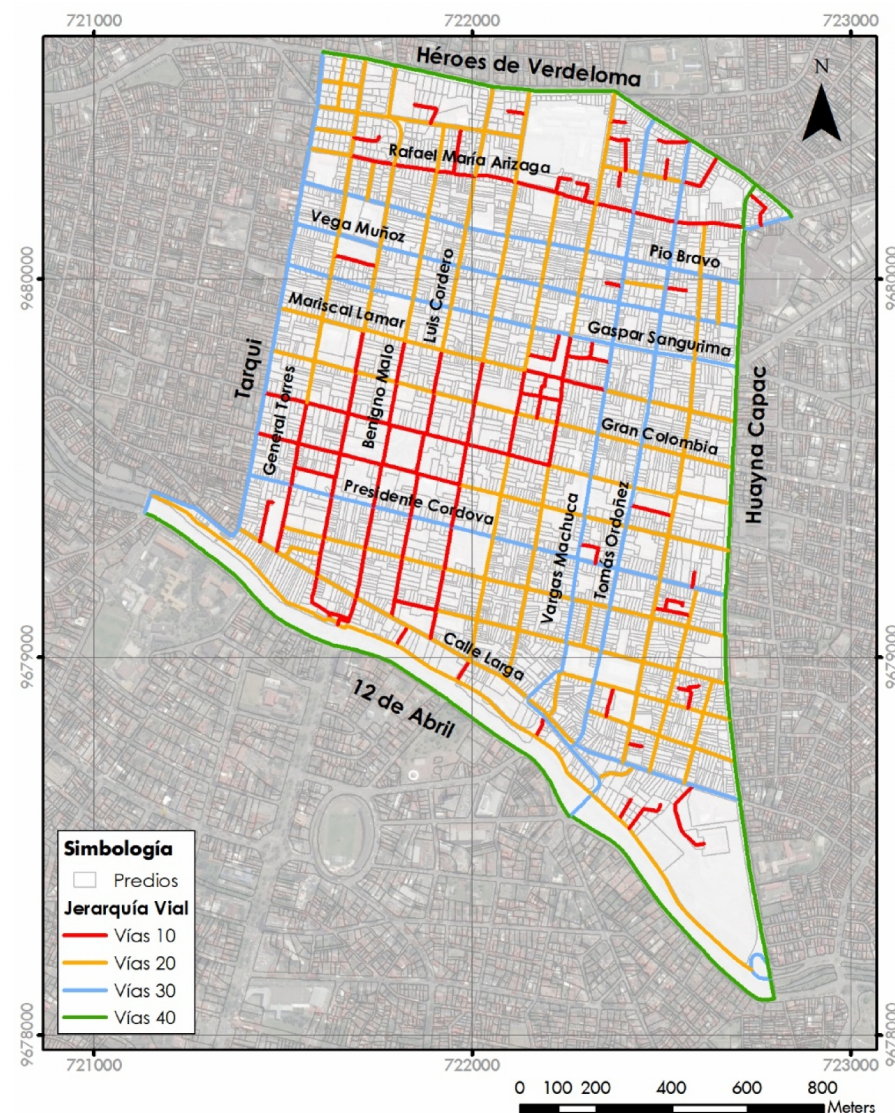 721000
722000
723000
Héroes de Verdeloma
N
Rafael María Arizaga
Vega Muñoz
Pio Bravo
9680000
9680000
Luis Cordero
Mariscal Lamar
Gaspar Sangurima
Tarqui
General Torres
Benigno Malo
Huayna Capac
Gran Colombia
Presidente Cordova
Vargas Machuca
Tomás Ordoñez
9679000
9679000
Calle Larga
12 de Abril
Simbología
Predios
Jerarquía Vial
Vías 10
Vías 20
Vías 30
Vías 40
9678000
9678000
721000
722000
723000
0 100 200 400 600 800
Meters